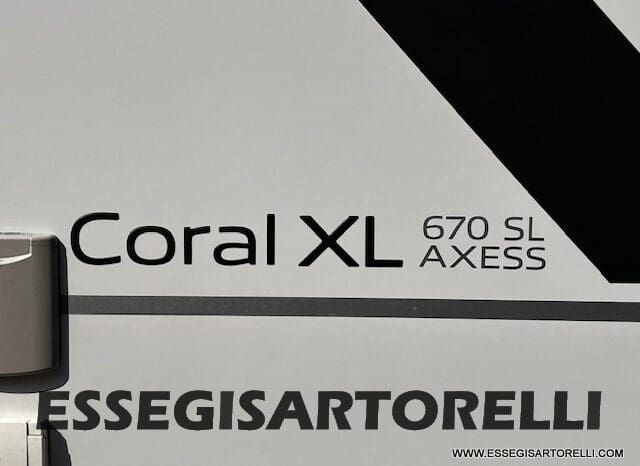 Coral XL 670 SL
AXESS
ESSEGISARTORELLI
WWW.ESSEGISARTORELLI.COM